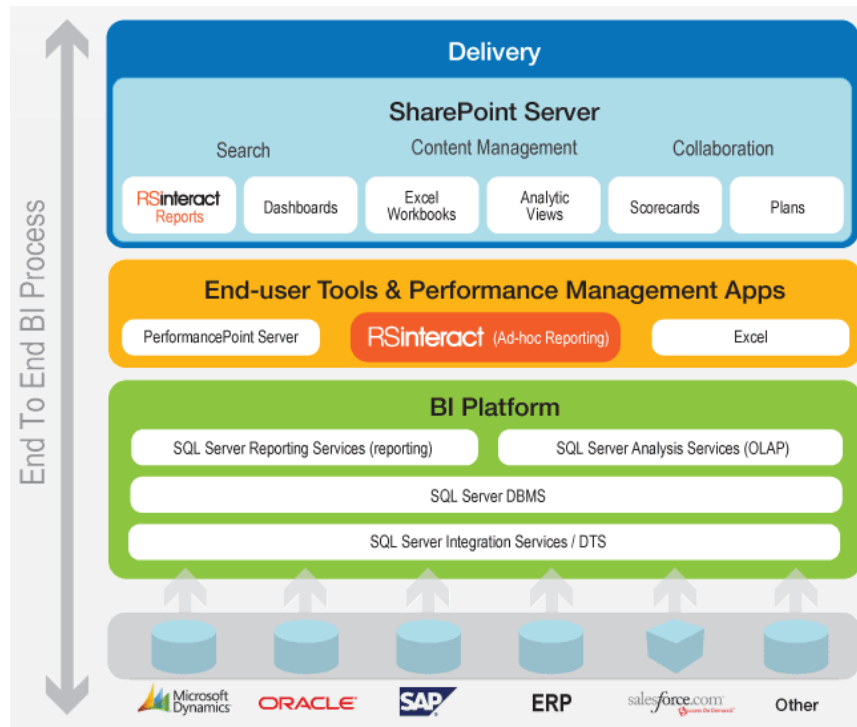 End To End BI Process
Delivery
SharePoint Server
Search
Content Management
Collaboration
RSinteract
Reports
Dashboards
Excel
Workbooks
Analytic
Views
Scorecards
Plans
End-user Tools & Performance Management Apps
PerformancePoint Server
RSinteract (Ad-hoc Reporting)
Excel
BI Platform
SQL Server Reporting Services (reporting)
SQL Server Analysis Services (OLAP)
SQL Server DBMS
SQL Server Integration Services / DTS
Microsoft
Dynamics
ORACLE
SAP
ERP
salesforce.com
Success On Demand
Other